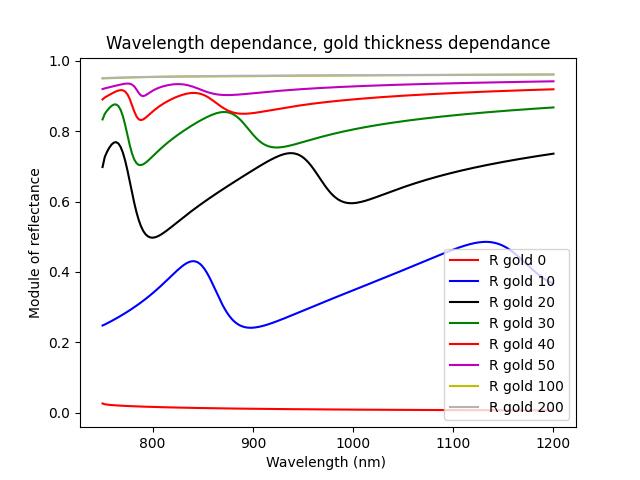 Wavelength dependance, gold thickness dependance
1.0
0.8
0.6
0.4
0.2
0.0
Module of reflectance
800
900
1000
1100
1200
Wavelength (nm)
R gold 0
R gold 10
R gold 20
R gold 30
R gold 40
R gold 50
R gold 100
R gold 200